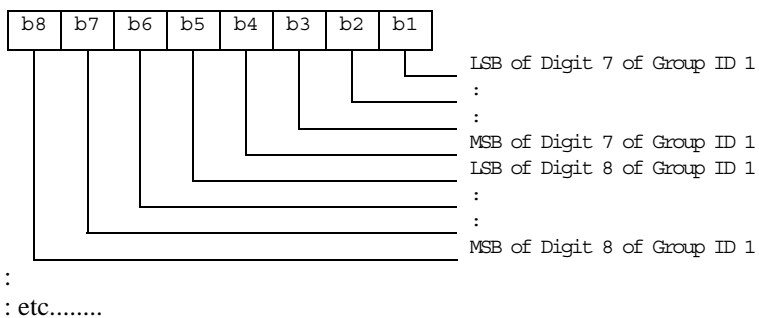 b8 b7 b6 b5 b4 b3 b2 b1
LSB of Digit 7 of Group ID 1
:
:
MSB of Digit 7 of Group ID 1
LSB of Digit 8 of Group ID 1
:
:
MSB of Digit 8 of Group ID 1
:
: etc........